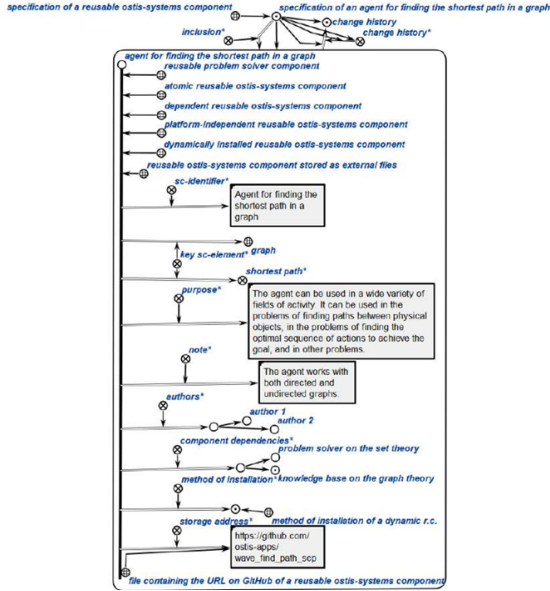 specification of a reusable ostis-systems component
specification of an agent for finding the shortest path in a graph
change history
inclusion*
change history*
agent for finding the shortest path in a graph
reusable problem solver component
atomic reusable ostis-systems component
dependent reusable ostis-systems component
platform-independent reusable ostis-systems component
dynamically installed reusable ostis-systems component
reusable ostis-systems component stored as external files
sc-identifier*
Agent for finding the
shortest path in a
graph
graph
key sc-element*
shortest path*
purpose*
The agent can be used in a wide variety of
fields of activity. It can be used in the
problems of finding paths between physical
objects, in the problems of finding the
optimal sequence of actions to achieve the
goal, and in other problems.
note*
The agent works with
both directed and
undirected graphs.
authors*
author 1
author 2
component dependencies*
problem solver on the set theory
method of installation*
knowledge base on the graph theory
storage address*
method of installation of a dynamic r.c.
https://github.com/
ostis-apps/
wave_find_path_scp
file containing the URL on GitHub of a reusable ostis-systems component